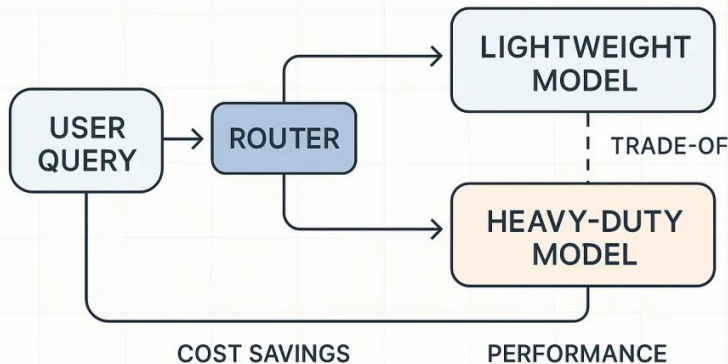 USER
QUERY
ROUTER
LIGHTWEIGHT
MODEL
TRADE-OF
HEAVY-DUTY
MODEL
COST SAVINGS
PERFORMANCE